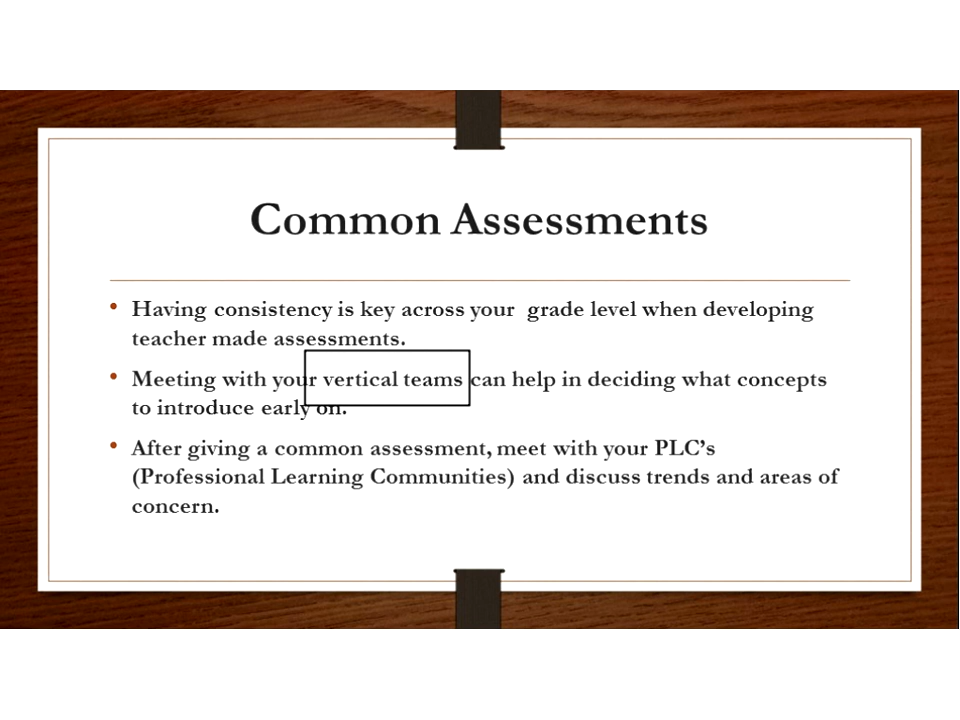 Common Assessments
• Having consistency is key across your  grade level when developing
teacher made assessments.
• Meeting with your vertical teams can help in deciding what concepts
to introduce early on.
• After giving a common assessment, meet with your PLC’s
(Professional Learning Communities) and discuss trends and areas of
concern.